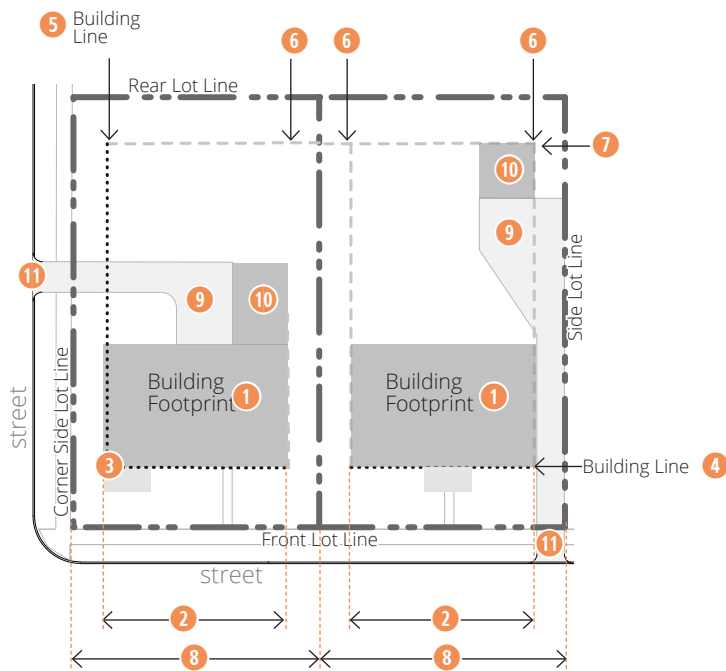 5 Building
Line
6 6 6
Rear Lot Line
7
10
9
11
9 10
Side Lot Line
Building
Footprint 1
Building
Footprint 1
street
Corner Side Lot Line
3
Building Line 4
Front Lot Line
11
street
2 2
8 8